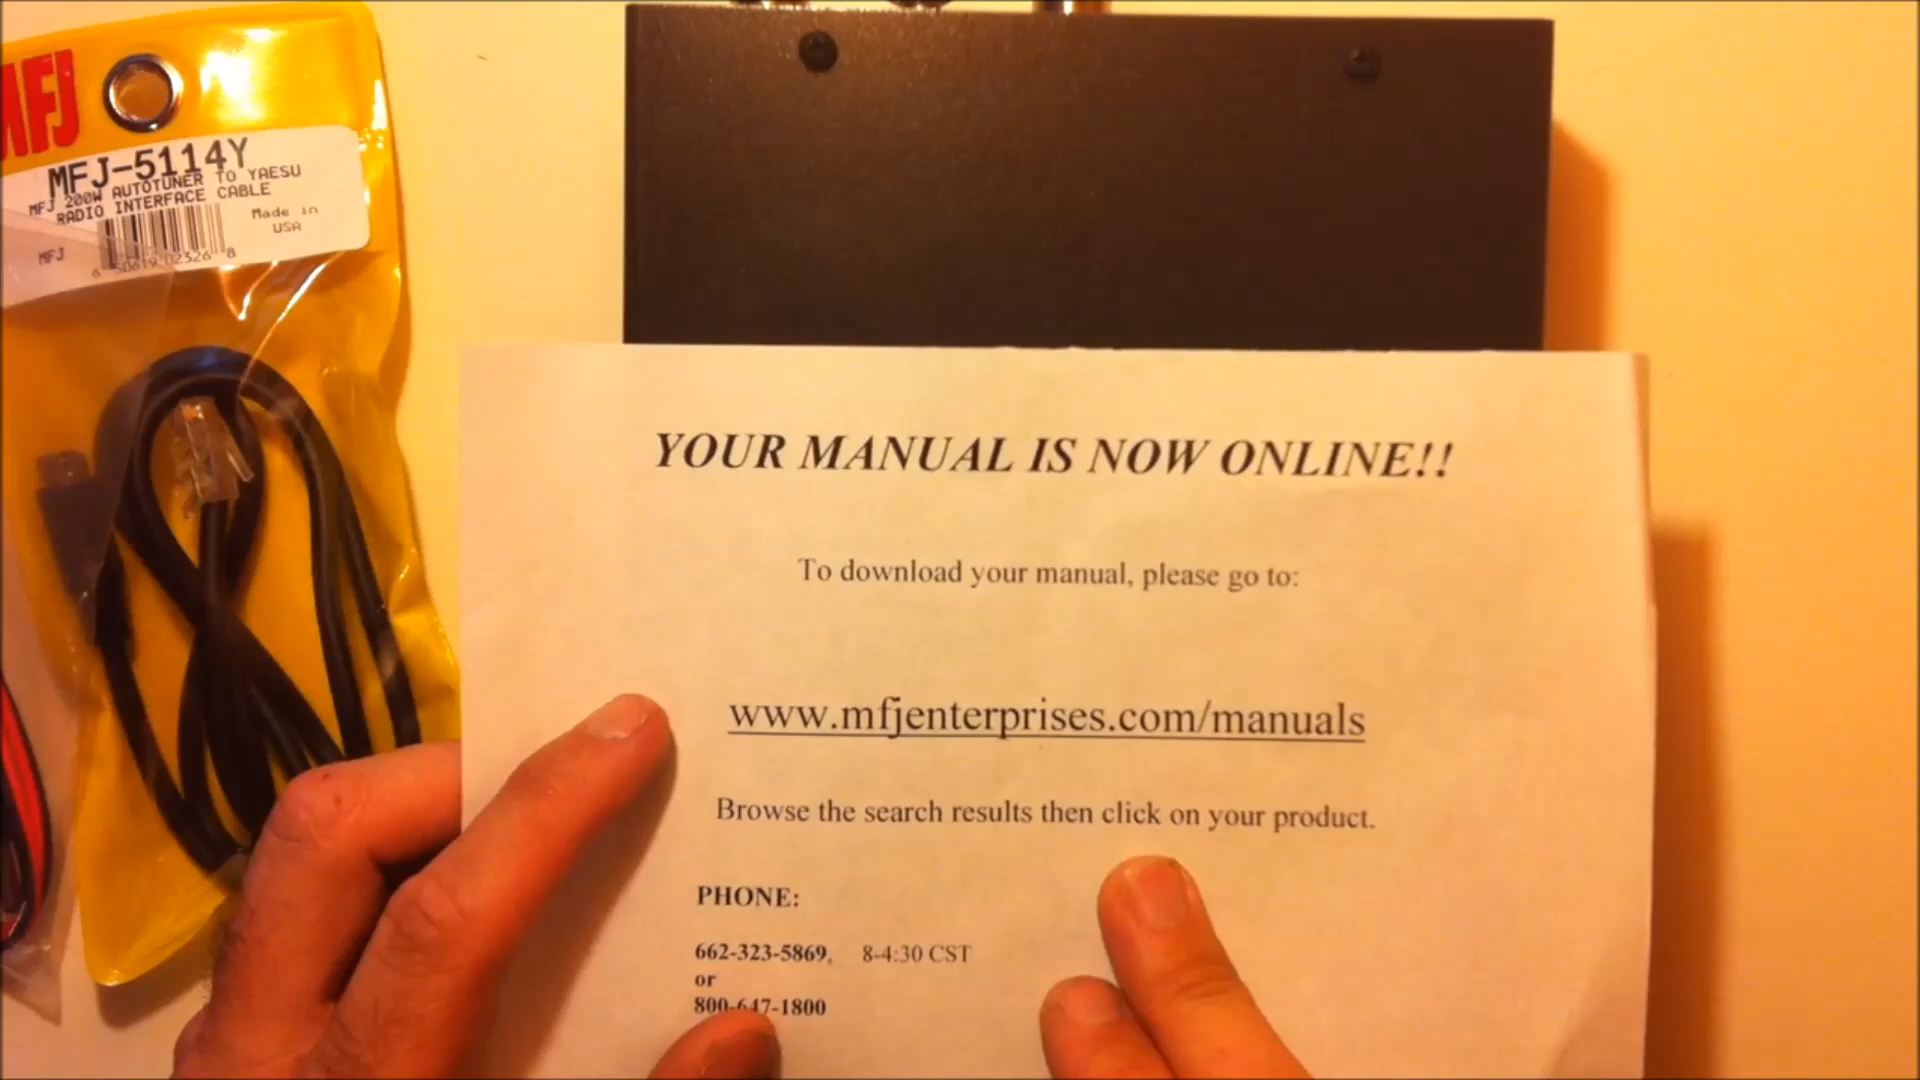 MFJ
MFJ-5114Y
MFJ 200W AUTOTUNER TO YAESU
RADIO INTERFACE CABLE
Made in
USA
MFJ
YOUR MANUAL IS NOW ONLINE!!
To download your manual, please go to:
www.mfjenterprises.com/manuals
Browse the search results then click on your product.
PHONE:
662-323-5869, 8-4:30 CST
or
800-647-1800